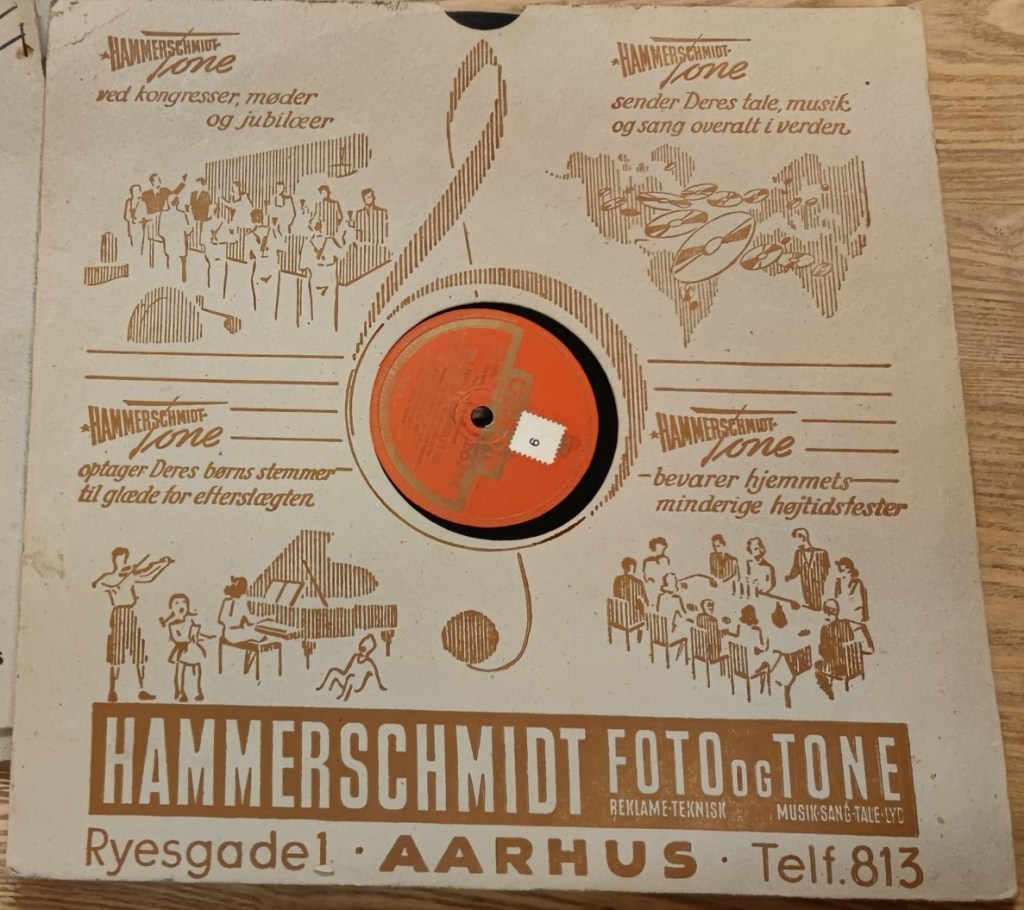 HAMMERSCHMIDT-
Tone
ved kongresser, møder
og jubilæer
HAMMERSCHMIDT-
Tone
sender Deres tale, musik
og sang overalt i verden
HAMMERSCHMIDT-
Tone
optager Deres børns stemmer
til glæde for efterslægten
HAMMERSCHMIDT-
Tone
bevarer hjemmets
minderige højtidsfester
HAMMERSCHMIDT FOTO OG TONE
REKLAME-TEKNISK MUSIK-SANG-TALE-LYD
Ryesgade 1 · AARHUS · Telf. 813